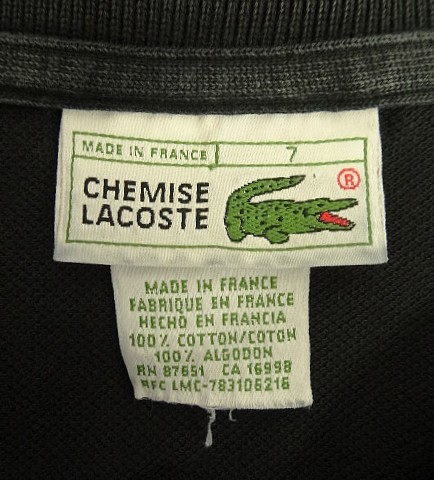 MADE IN FRANCE 7
CHEMISE
LACOSTE
®
MADE IN FRANCE
FABRIQUE EN FRANCE
HECHO EN FRANCIA
100% COTTON/COTON
100% ALGODON
RN 87651 CA 16998
RFC LMC-783106216